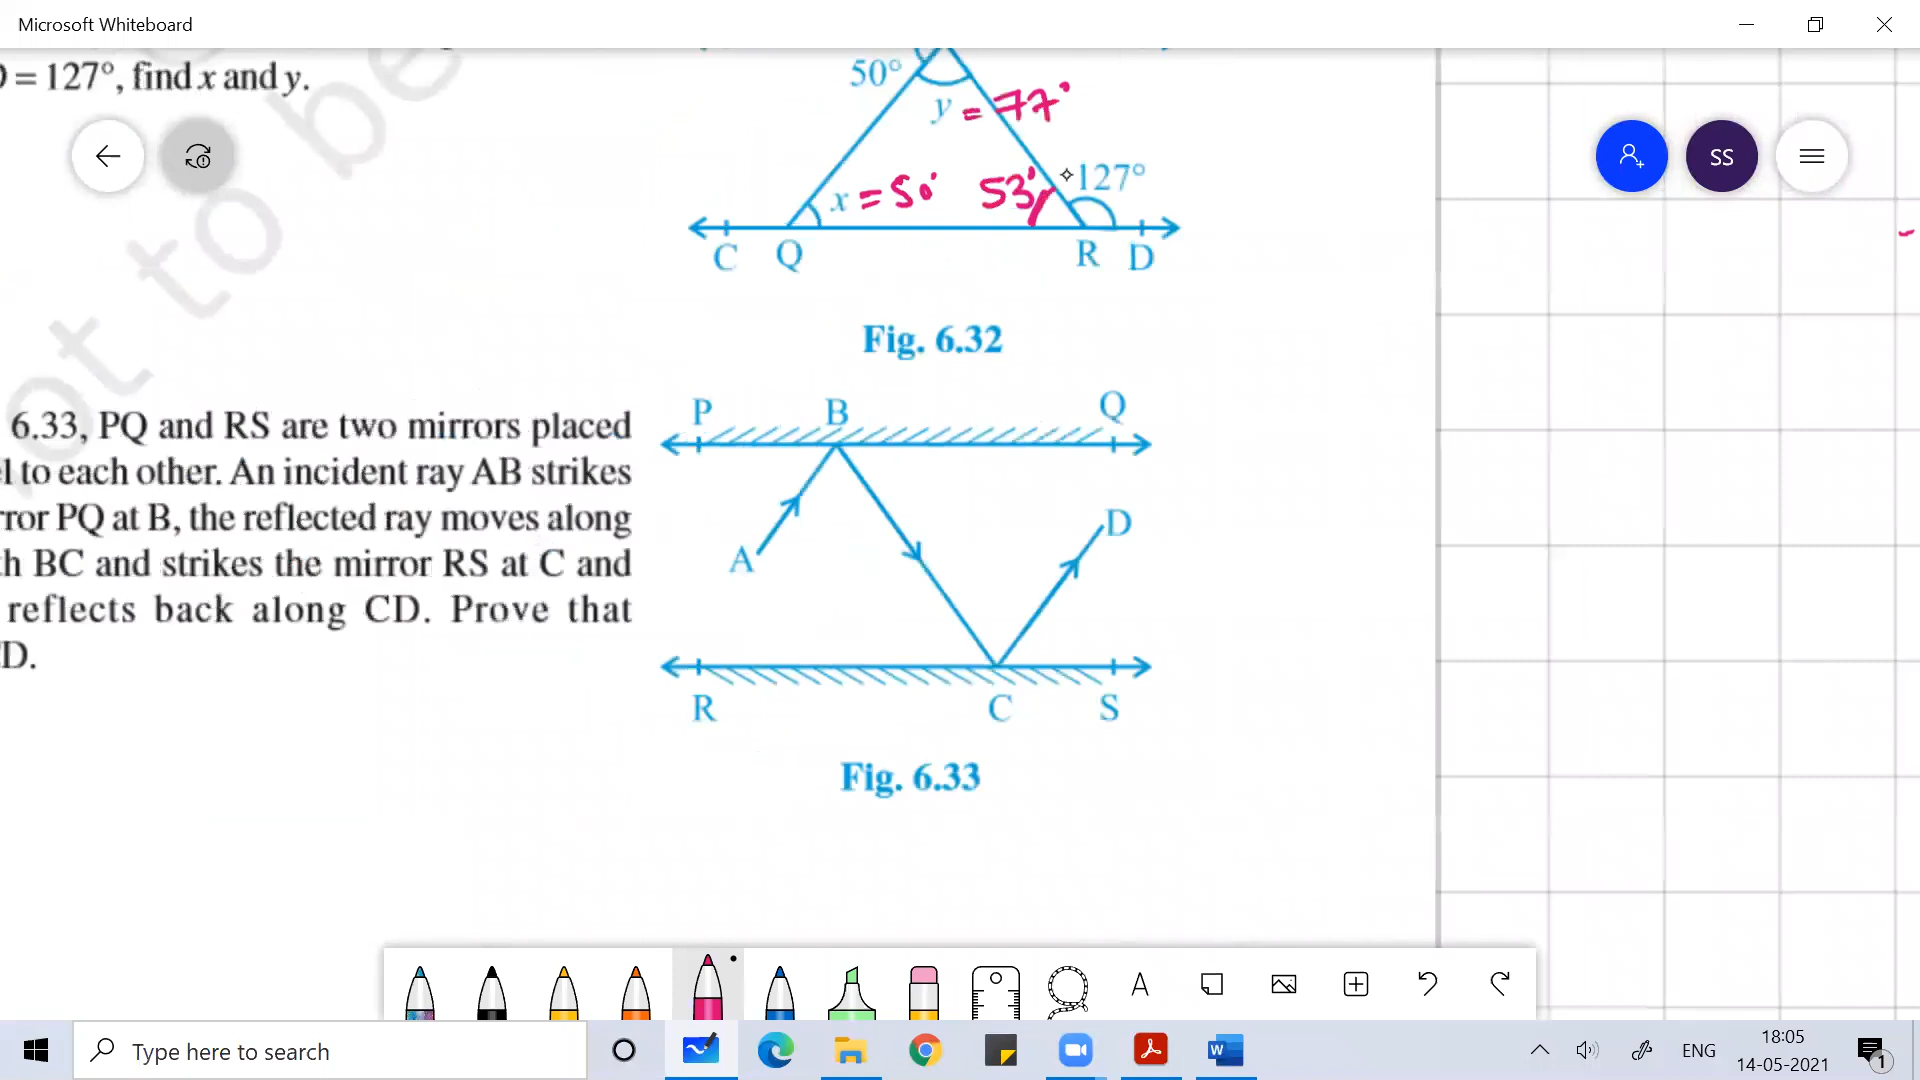 Microsoft Whiteboard
= 127°, find x and y.
50°
y = 77°
x = 50°
53°
127°
C Q R D
Fig. 6.32
SS
not to be
6.33, PQ and RS are two mirrors placed
l to each other. An incident ray AB strikes
rror PQ at B, the reflected ray moves along
h BC and strikes the mirror RS at C and
reflects back along CD. Prove that
D.
P B Q
A D
R C S
Fig. 6.33
Type here to search
ENG
18:05
14-05-2021
1